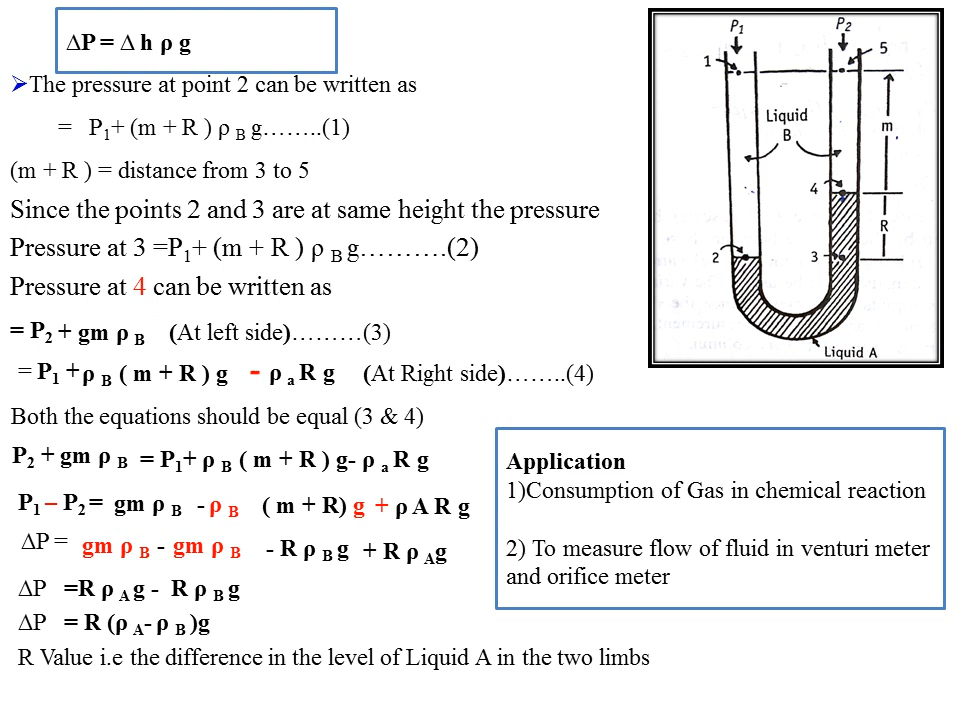 ∆P = ∆ h ρ g
➢The pressure at point 2 can be written as
= P₁+ (m + R ) ρ B g……..(1)
(m + R ) = distance from 3 to 5
Since the points 2 and 3 are at same height the pressure
Pressure at 3 =P₁+ (m + R ) ρ B g……….(2)
Pressure at 4 can be written as
= P₂ + gm ρ B (At left side)………(3)
= P₁ +ρ B ( m + R ) g - ρ a R g (At Right side)……..(4)
Both the equations should be equal (3 & 4)
P₂ + gm ρ B = P₁+ ρ B ( m + R ) g- ρ a R g
P₁ – P₂ = gm ρ B - ρ B ( m + R) g + ρ A R g
∆P = gm ρ B - gm ρ B - R ρ B g + R ρ A g
∆P =R ρ A g - R ρ B g
∆P = R (ρ A- ρ B )g
R Value i.e the difference in the level of Liquid A in the two limbs
P₁ P₂
1 5
Liquid
B
m
4
R
2 3
Liquid A
Application
1)Consumption of Gas in chemical reaction
2) To measure flow of fluid in venturi meter
and orifice meter